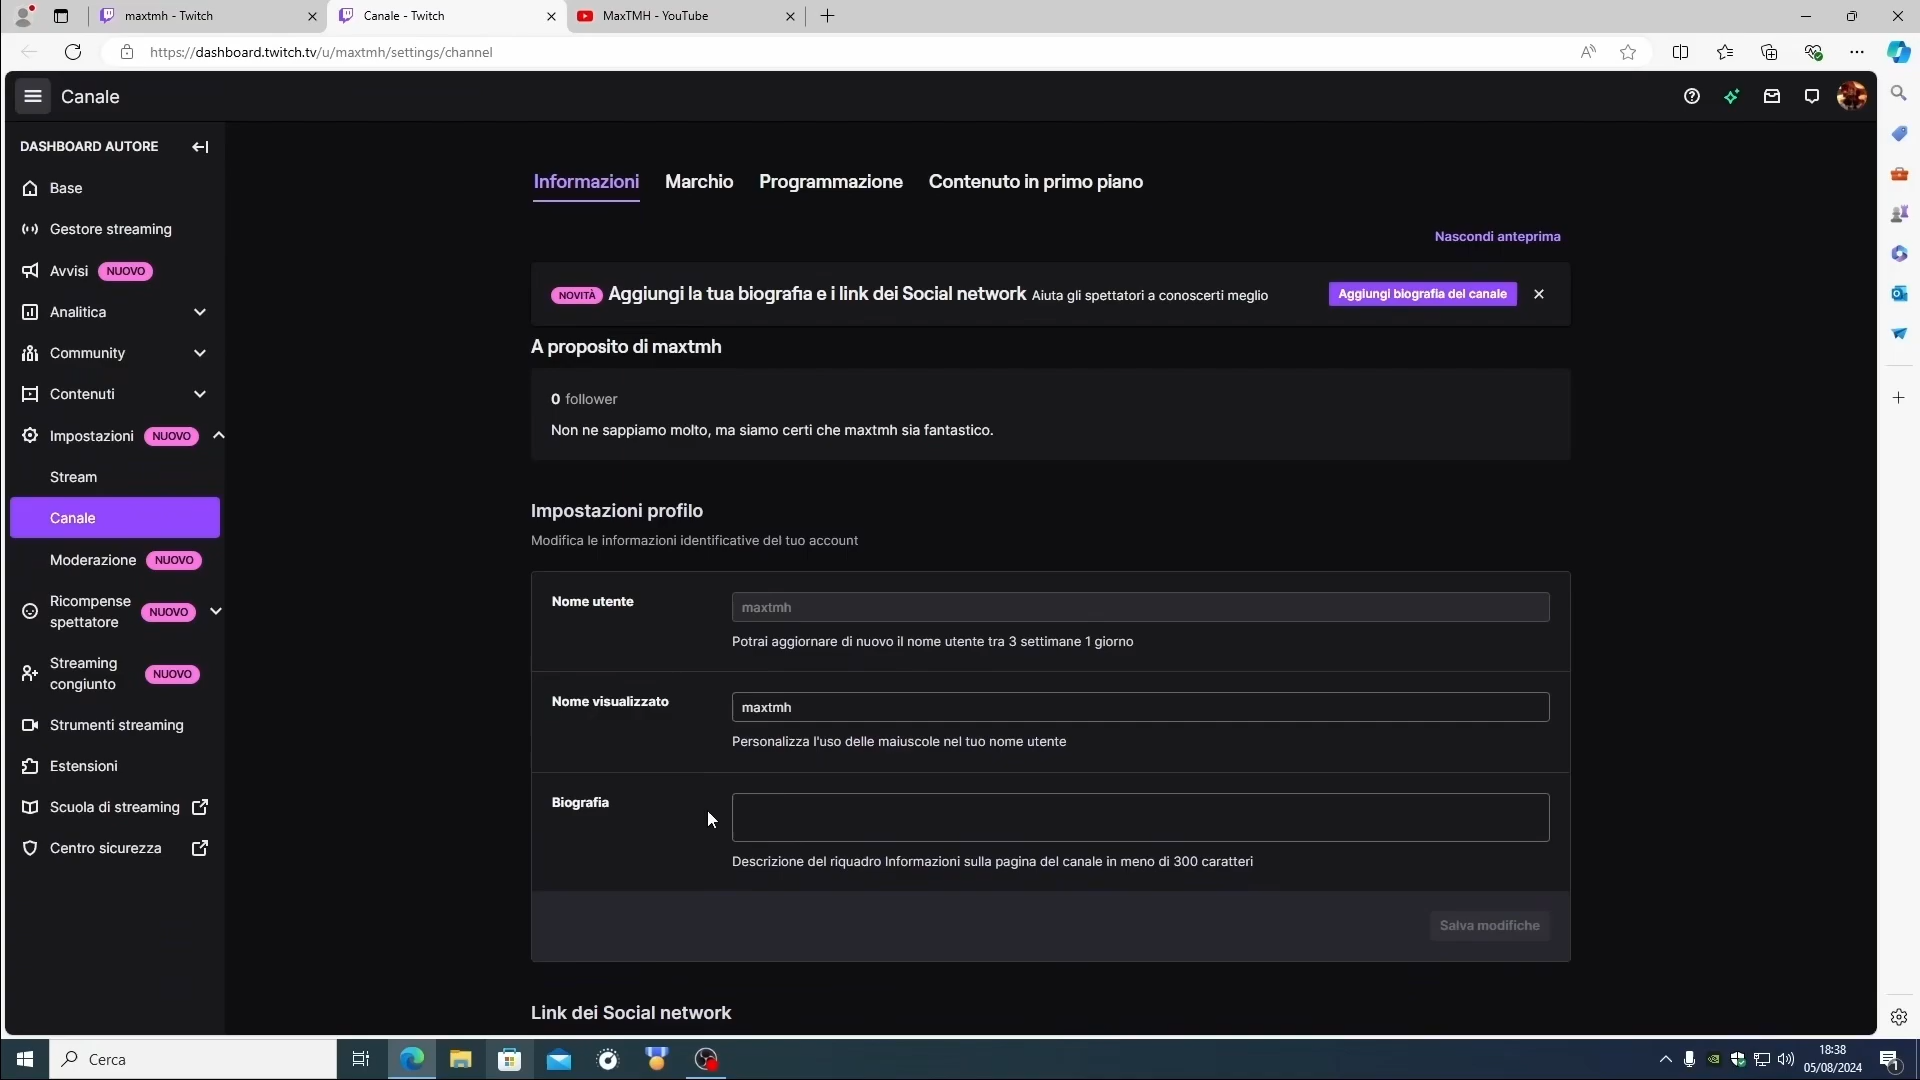 maxtmh - Twitch
Canale - Twitch
MaxTMH - YouTube
https://dashboard.twitch.tv/u/maxtmh/settings/channel
Canale
DASHBOARD AUTORE
Base
Gestore streaming
Avvisi NUOVO
Analitica
Community
Contenuti
Impostazioni NUOVO
Stream
Canale
Moderazione NUOVO
Ricompense spettatore NUOVO
Streaming congiunto NUOVO
Strumenti streaming
Estensioni
Scuola di streaming
Centro sicurezza
Informazioni Marchio Programmazione Contenuto in primo piano
Nascondi anteprima
NOVITÀ Aggiungi la tua biografia e i link dei Social network Aiuta gli spettatori a conoscerti meglio Aggiungi biografia del canale
A proposito di maxtmh
0 follower
Non ne sappiamo molto, ma siamo certi che maxtmh sia fantastico.
Impostazioni profilo
Modifica le informazioni identificative del tuo account
Nome utente
maxtmh
Potrai aggiornare di nuovo il nome utente tra 3 settimane 1 giorno
Nome visualizzato
maxtmh
Personalizza l'uso delle maiuscole nel tuo nome utente
Biografia
Descrizione del riquadro Informazioni sulla pagina del canale in meno di 300 caratteri
Salva modifiche
Link dei Social network
Cerca
18:38
05/08/2024
1